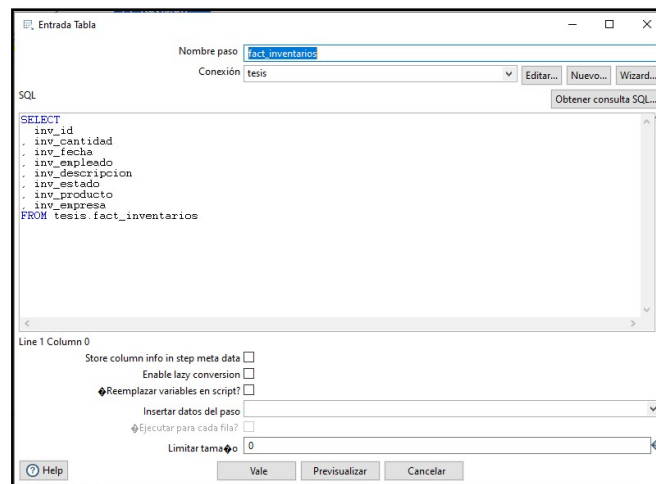 Entrada Tabla
Nombre paso fact_inventarios
Conexión tesis Editar... Nuevo... Wizard...
SQL Obtener consulta SQL...
SELECT
inv_id
, inv_cantidad
, inv_fecha
, inv_empleado
, inv_descripcion
, inv_estado
, inv_producto
, inv_empresa
FROM tesis.fact_inventarios
Line 1 Column 0
Store column info in step meta data
Enable lazy conversion
�Reemplazar variables en script?
Insertar datos del paso
�Ejecutar para cada fila?
Limitar tama�o 0
Help Vale Previsualizar Cancelar